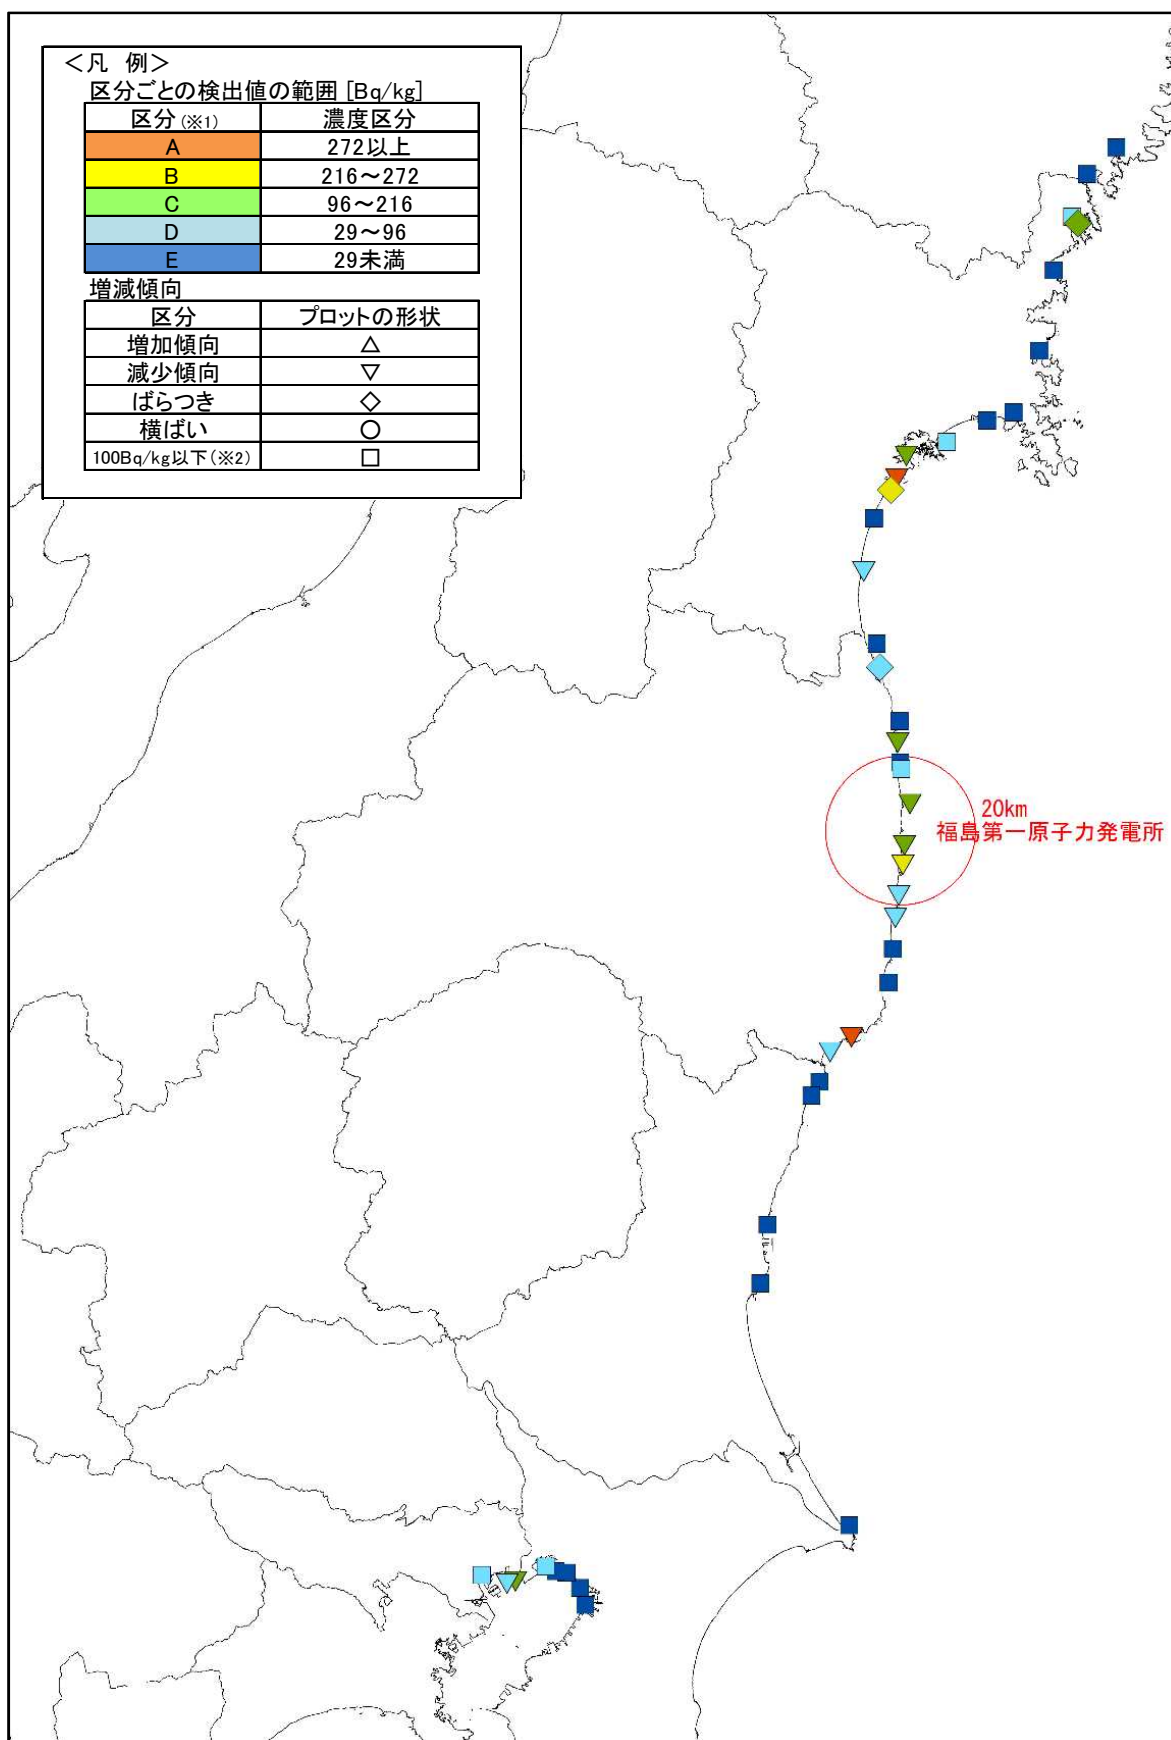 <凡 例>
区分ごとの検出値の範囲 [Bq/kg]
区分(※1) 濃度区分
A 272以上
B 216～272
C 96～216
D 29～96
E 29未満
増減傾向
区分 プロットの形状
増加傾向 △
減少傾向 ▽
ばらつき ◇
横ばい ○
100Bq/kg以下(※2) □
20km
福島第一原子力発電所